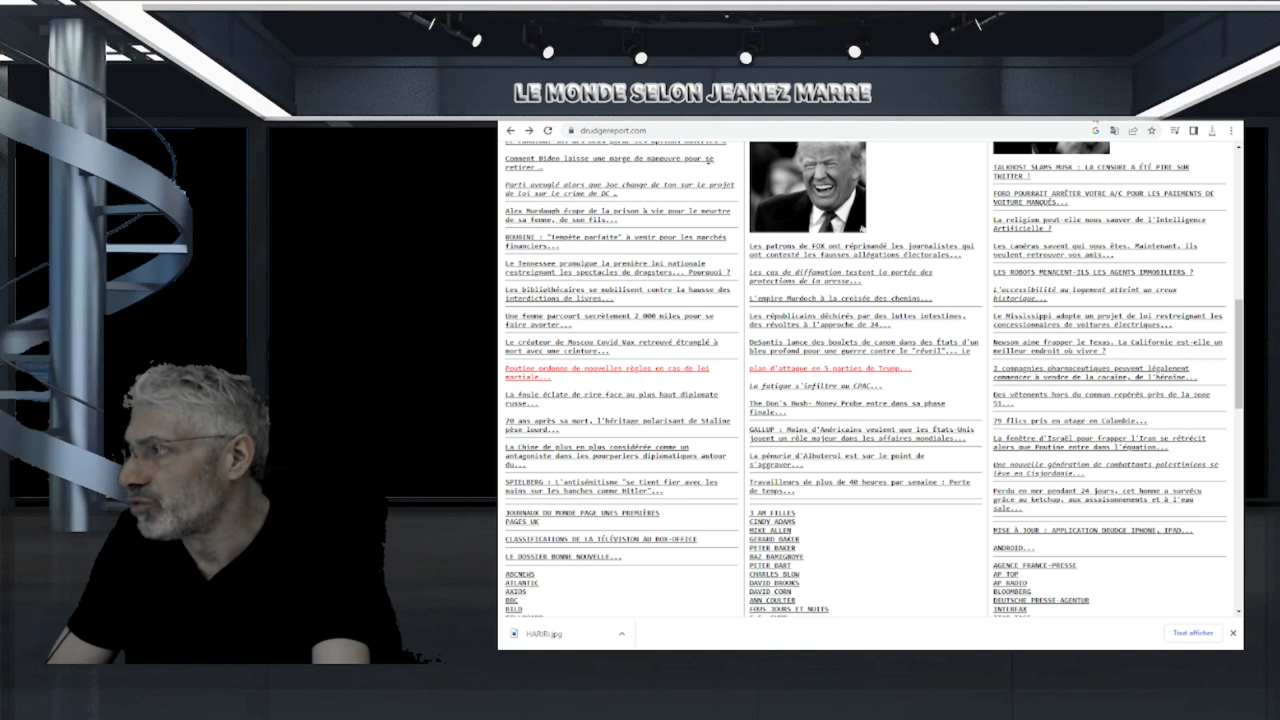 LE MONDE SELON JEANEZ MARRE
drudgereport.com
Comment Biden laisse une marge de manœuvre pour se
retirer …
Parti aveuglé alors que Joe change de ton sur le projet
de loi sur le crime de DC …
Alex Murdaugh écope de la prison à vie pour le meurtre
de sa femme, de son fils...
ROUBINI : "Tempête parfaite" à venir pour les marchés
financiers...
Le Tennessee promulgue la première loi nationale
restreignant les spectacles de dragsters... Pourquoi ?
Les bibliothécaires se mobilisent contre la hausse des
interdictions de livres...
Une femme parcourt secrètement 2 000 miles pour se
faire avorter...
Le créateur de Moscou Covid Vax retrouvé étranglé à
mort avec une ceinture...
Poutine ordonne de nouvelles règles en cas de loi
martiale...
La foule éclate de rire face au plus haut diplomate
russe...
70 ans après sa mort, l'héritage polarisant de Staline
pèse lourd...
La Chine de plus en plus considérée comme un
antagoniste dans les pourparlers diplomatiques autour
du...
SPIELBERG : L'antisémitisme "se tient fier avec les
mains sur les hanches comme Hitler"...
JOURNAUX DU MONDE PAGE UNES PREMIÈRES
PAGES UK
CLASSIFICATIONS DE LA TÉLÉVISION AU BOX-OFFICE
LE DOSSIER BONNE NOUVELLE...
ABCNEWS
ATLANTIC
AXIOS
BBC
BILD
Les patrons de FOX ont réprimandé les journalistes qui
ont contesté les fausses allégations électorales...
Les cas de diffamation testent la portée des
protections de la presse...
L'empire Murdoch à la croisée des chemins...
Les républicains déchirés par des luttes intestines,
des révoltes à l'approche de 24...
DeSantis lance des boulets de canon dans des États d'un
bleu profond pour une guerre contre le "réveil"... Le
plan d'attaque en 5 parties de Trump...
La fatigue s'infiltre au CPAC...
The Don's Hush- Money Probe entre dans sa phase
finale...
GALLUP : Moins d'Américains veulent que les États-Unis
jouent un rôle majeur dans les affaires mondiales...
La pénurie d'Albuterol est sur le point de
s'aggraver...
Travailleurs de plus de 40 heures par semaine : Perte
de temps...
3 AM FILLES
CINDY ADAMS
MIKE ALLEN
GERARD BAKER
PETER BAKER
BAZ BAMIGBOYE
PETER BART
CHARLES BLOW
DAVID BROOKS
DAVID CORN
ANN COULTER
FOUS JOURS ET NUITS
TALKHOST SLAMS MUSK : LA CENSURE A ÉTÉ PIRE SUR
TWITTER !
FORD POURRAIT ARRÊTER VOTRE A/C POUR LES PAIEMENTS DE
VOITURE MANQUÉS...
La religion peut-elle nous sauver de l'Intelligence
Artificielle ?
Les caméras savent qui vous êtes. Maintenant, ils
veulent retrouver vos amis...
LES ROBOTS MENACENT-ILS LES AGENTS IMMOBILIERS ?
L'accessibilité au logement atteint un creux
historique...
Le Mississippi adopte un projet de loi restreignant les
concessionnaires de voitures électriques...
Newsom aime frapper le Texas. La Californie est-elle un
meilleur endroit où vivre ?
2 compagnies pharmaceutiques peuvent légalement
commencer à vendre de la cocaïne, de l'héroïne...
Des vêtements hors du commun repérés près de la zone
51...
79 flics pris en otage en Colombie...
La fenêtre d'Israël pour frapper l'Iran se rétrécit
alors que Poutine entre dans l'équation...
Une nouvelle génération de combattants palestiniens se
lève en Cisjordanie...
Perdu en mer pendant 24 jours, cet homme a survécu
grâce au ketchup, aux assaisonnements et à l'eau
sale...
MISE À JOUR : APPLICATION DRUDGE IPHONE, IPAD...
ANDROID...
AGENCE FRANCE-PRESSE
AP TOP
AP RADIO
BLOOMBERG
DEUTSCHE PRESSE-AGENTUR
INTERFAX
HARIRI.jpg
Tout afficher